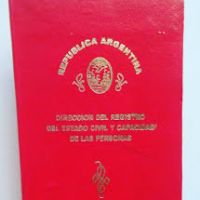 REPUBLICA ARGENTINA
DIRECCION DEL REGISTRO
DEL ESTADO CIVIL Y CAPACIDAD
DE LAS PERSONAS